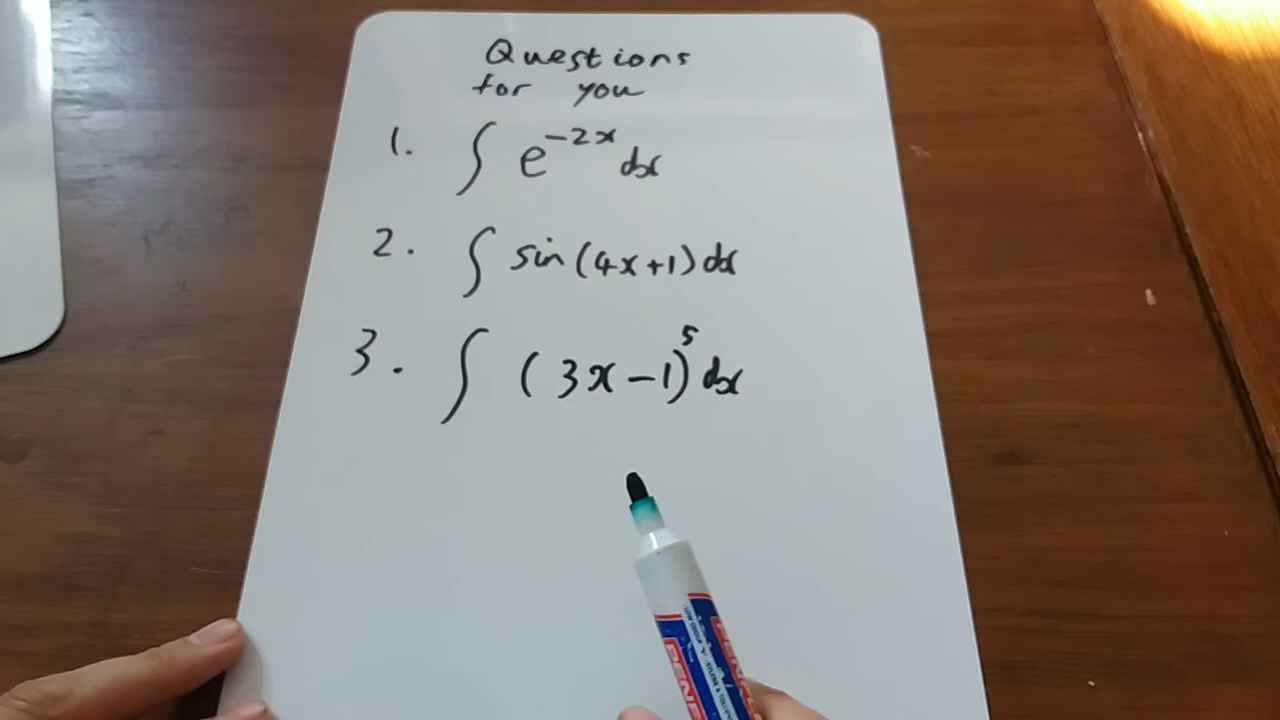 Questions
for you
1. ∫ e^{-2x} dx
2. ∫ sin(4x+1) dx
3. ∫ (3x-1)^5 dx